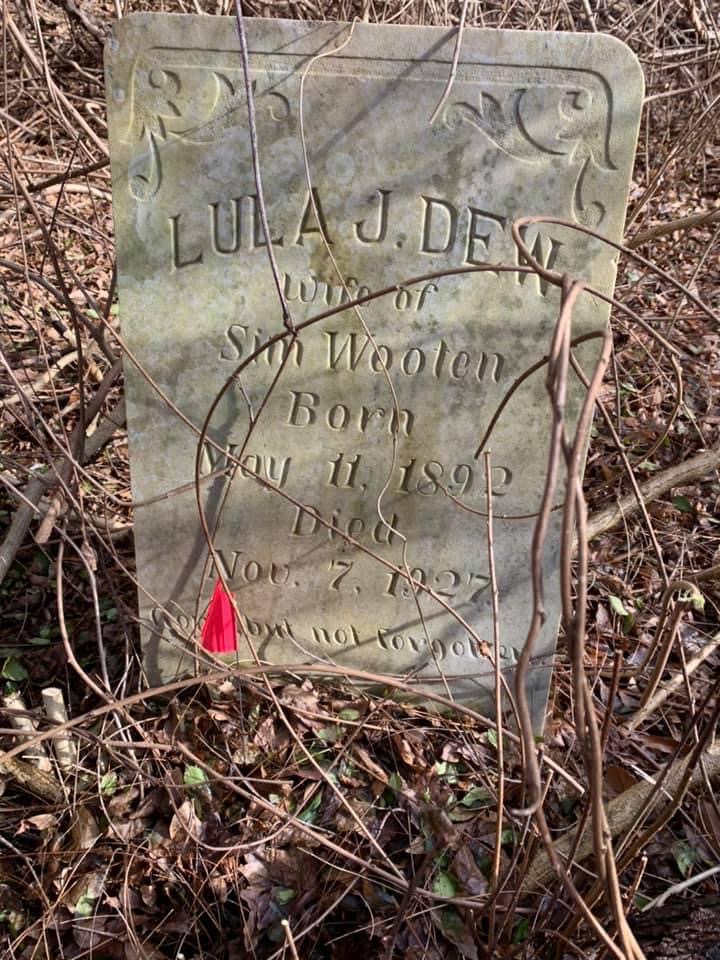 LULA J. DEW
Wife of
Sim Wooten
Born
May 11, 1892
Died
Nov. 7, 1927.
Gone but not forgotten